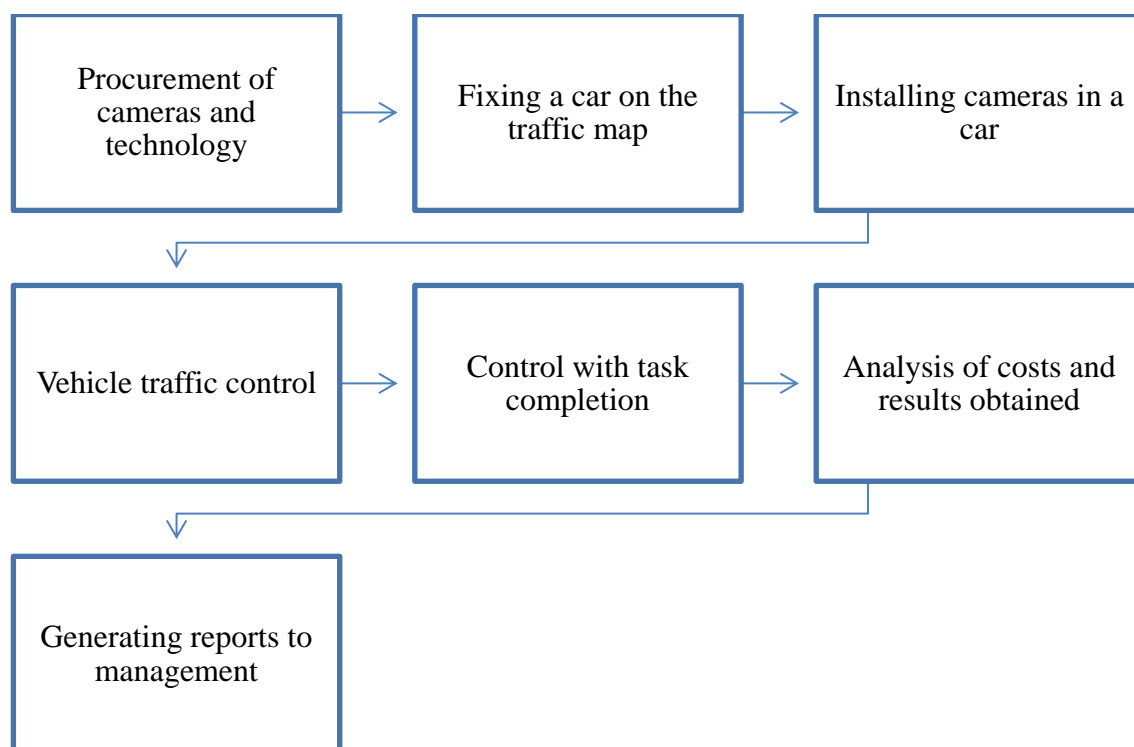 Procurement of
cameras and
technology
Fixing a car on the
traffic map
Installing cameras in a
car
Vehicle traffic control
Control with task
completion
Analysis of costs and
results obtained
Generating reports to
management